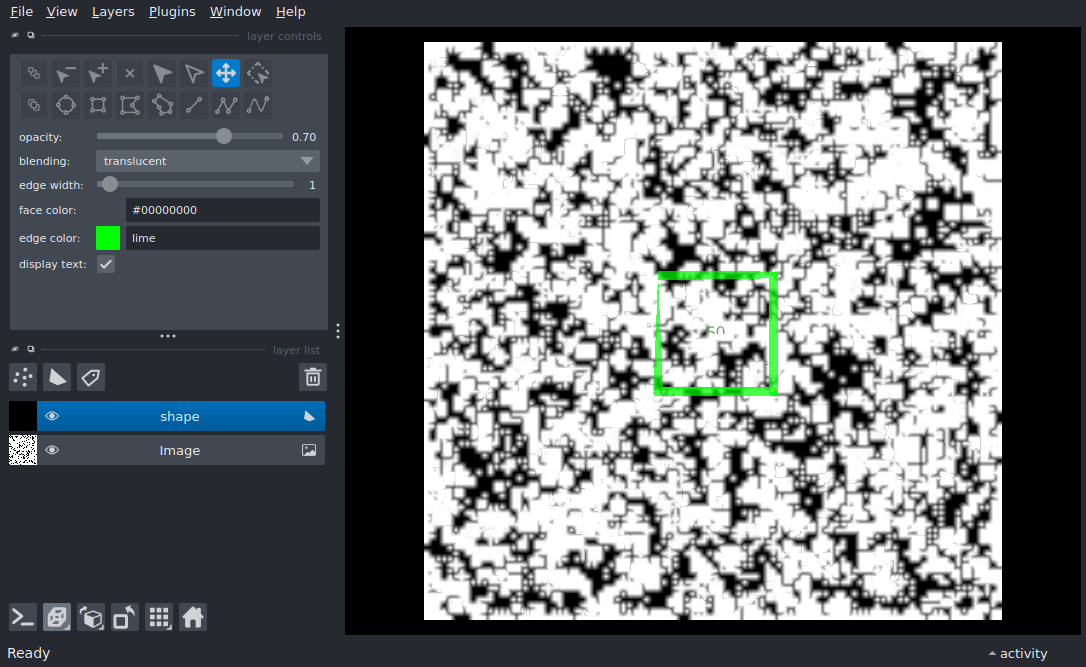 File View Layers Plugins Window Help
layer controls
opacity: 0.70
blending: translucent
edge width: 1
face color: #00000000
edge color: lime
display text:
layer list
shape
Image
50
Ready
activity